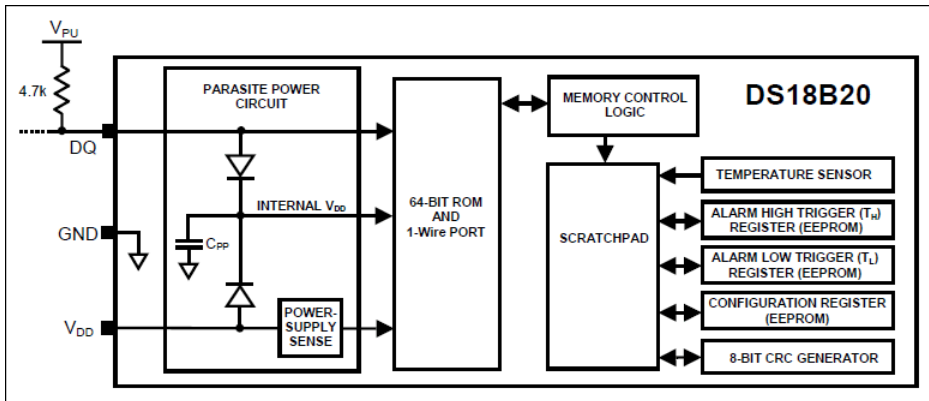 V_PU
4.7k
DQ
GND
V_DD
PARASITE POWER
CIRCUIT
INTERNAL V_DD
C_PP
POWER-
SUPPLY
SENSE
64-BIT ROM
AND
1-Wire PORT
MEMORY CONTROL
LOGIC
SCRATCHPAD
DS18B20
TEMPERATURE SENSOR
ALARM HIGH TRIGGER (T_H)
REGISTER (EEPROM)
ALARM LOW TRIGGER (T_L)
REGISTER (EEPROM)
CONFIGURATION REGISTER
(EEPROM)
8-BIT CRC GENERATOR